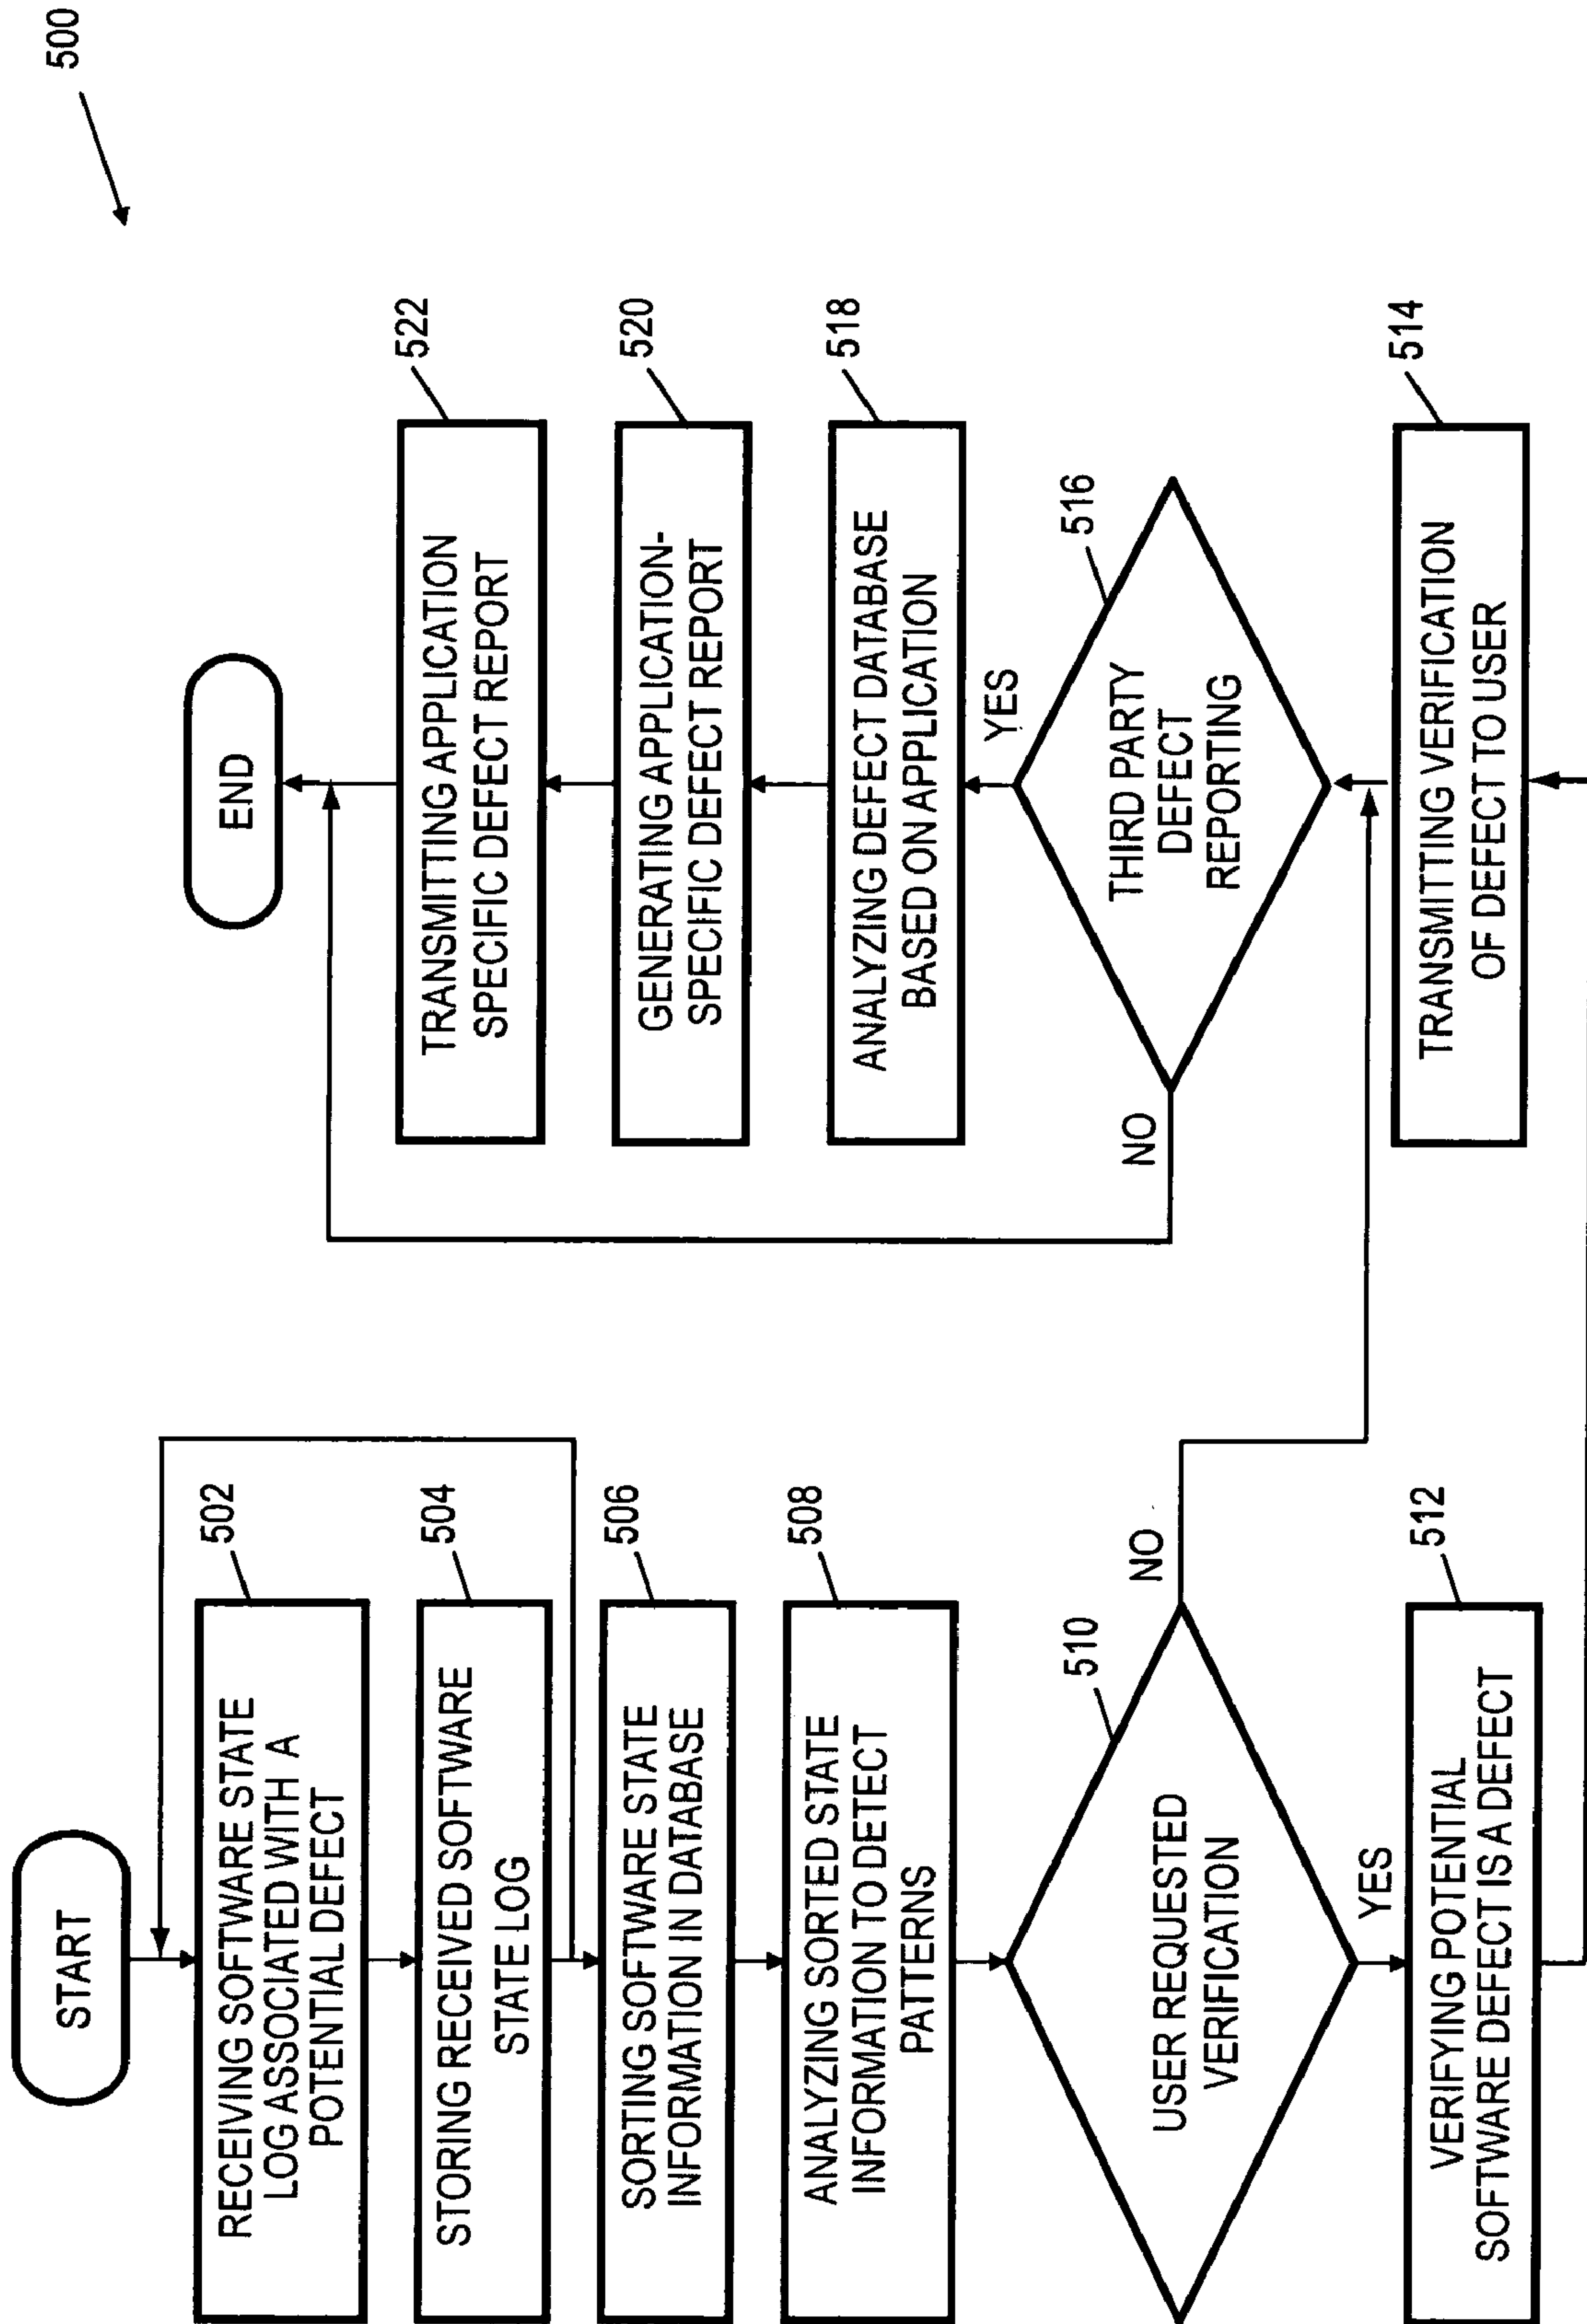 500
START
RECEIVING SOFTWARE STATE
LOG ASSOCIATED WITH A
POTENTIAL DEFECT
502
STORING RECEIVED SOFTWARE
STATE LOG
504
SORTING SOFTWARE STATE
INFORMATION IN DATABASE
506
ANALYZING SORTED STATE
INFORMATION TO DETECT
PATTERNS
508
USER REQUESTED
VERIFICATION
510
NO
YES
VERIFYING POTENTIAL
SOFTWARE DEFECT IS A DEFECT
512
TRANSMITTING VERIFICATION
OF DEFECT TO USER
514
THIRD PARTY
DEFECT
REPORTING
516
NO
YES
ANALYZING DEFECT DATABASE
BASED ON APPLICATION
518
GENERATING APPLICATION-
SPECIFIC DEFECT REPORT
520
TRANSMITTING APPLICATION
SPECIFIC DEFECT REPORT
522
END